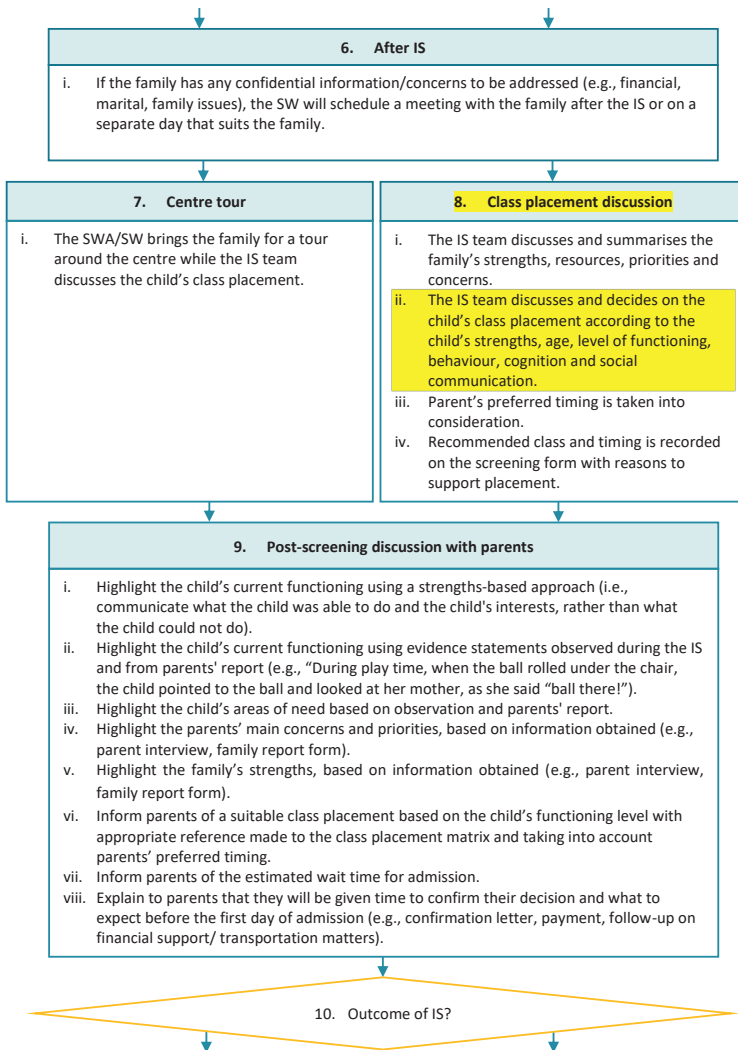 6. After IS
i. If the family has any confidential information/concerns to be addressed (e.g., financial,
marital, family issues), the SW will schedule a meeting with the family after the IS or on a
separate day that suits the family.
7. Centre tour
i. The SWA/SW brings the family for a tour
around the centre while the IS team
discusses the child’s class placement.
8. Class placement discussion
i. The IS team discusses and summarises the
family’s strengths, resources, priorities and
concerns.
ii. The IS team discusses and decides on the
child’s class placement according to the
child’s strengths, age, level of functioning,
behaviour, cognition and social
communication.
iii. Parent’s preferred timing is taken into
consideration.
iv. Recommended class and timing is recorded
on the screening form with reasons to
support placement.
9. Post-screening discussion with parents
i. Highlight the child’s current functioning using a strengths-based approach (i.e.,
communicate what the child was able to do and the child's interests, rather than what
the child could not do).
ii. Highlight the child’s current functioning using evidence statements observed during the IS
and from parents' report (e.g., “During play time, when the ball rolled under the chair,
the child pointed to the ball and looked at her mother, as she said “ball there!”).
iii. Highlight the child’s areas of need based on observation and parents' report.
iv. Highlight the parents’ main concerns and priorities, based on information obtained (e.g.,
parent interview, family report form).
v. Highlight the family’s strengths, based on information obtained (e.g., parent interview,
family report form).
vi. Inform parents of a suitable class placement based on the child’s functioning level with
appropriate reference made to the class placement matrix and taking into account
parents’ preferred timing.
vii. Inform parents of the estimated wait time for admission.
viii. Explain to parents that they will be given time to confirm their decision and what to
expect before the first day of admission (e.g., confirmation letter, payment, follow-up on
financial support/ transportation matters).
10. Outcome of IS?